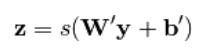 z = s(W′y + b′)